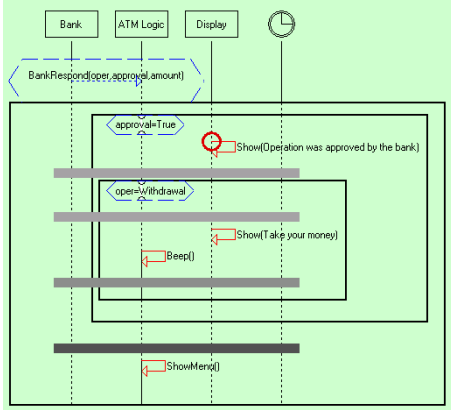 Bank
ATM Logic
Display
BankRespond(oper,approval,amount)
approval=True
Show(Operation was approved by the bank)
oper=Withdrawal
Show(Take your money)
Beep()
ShowMenu()